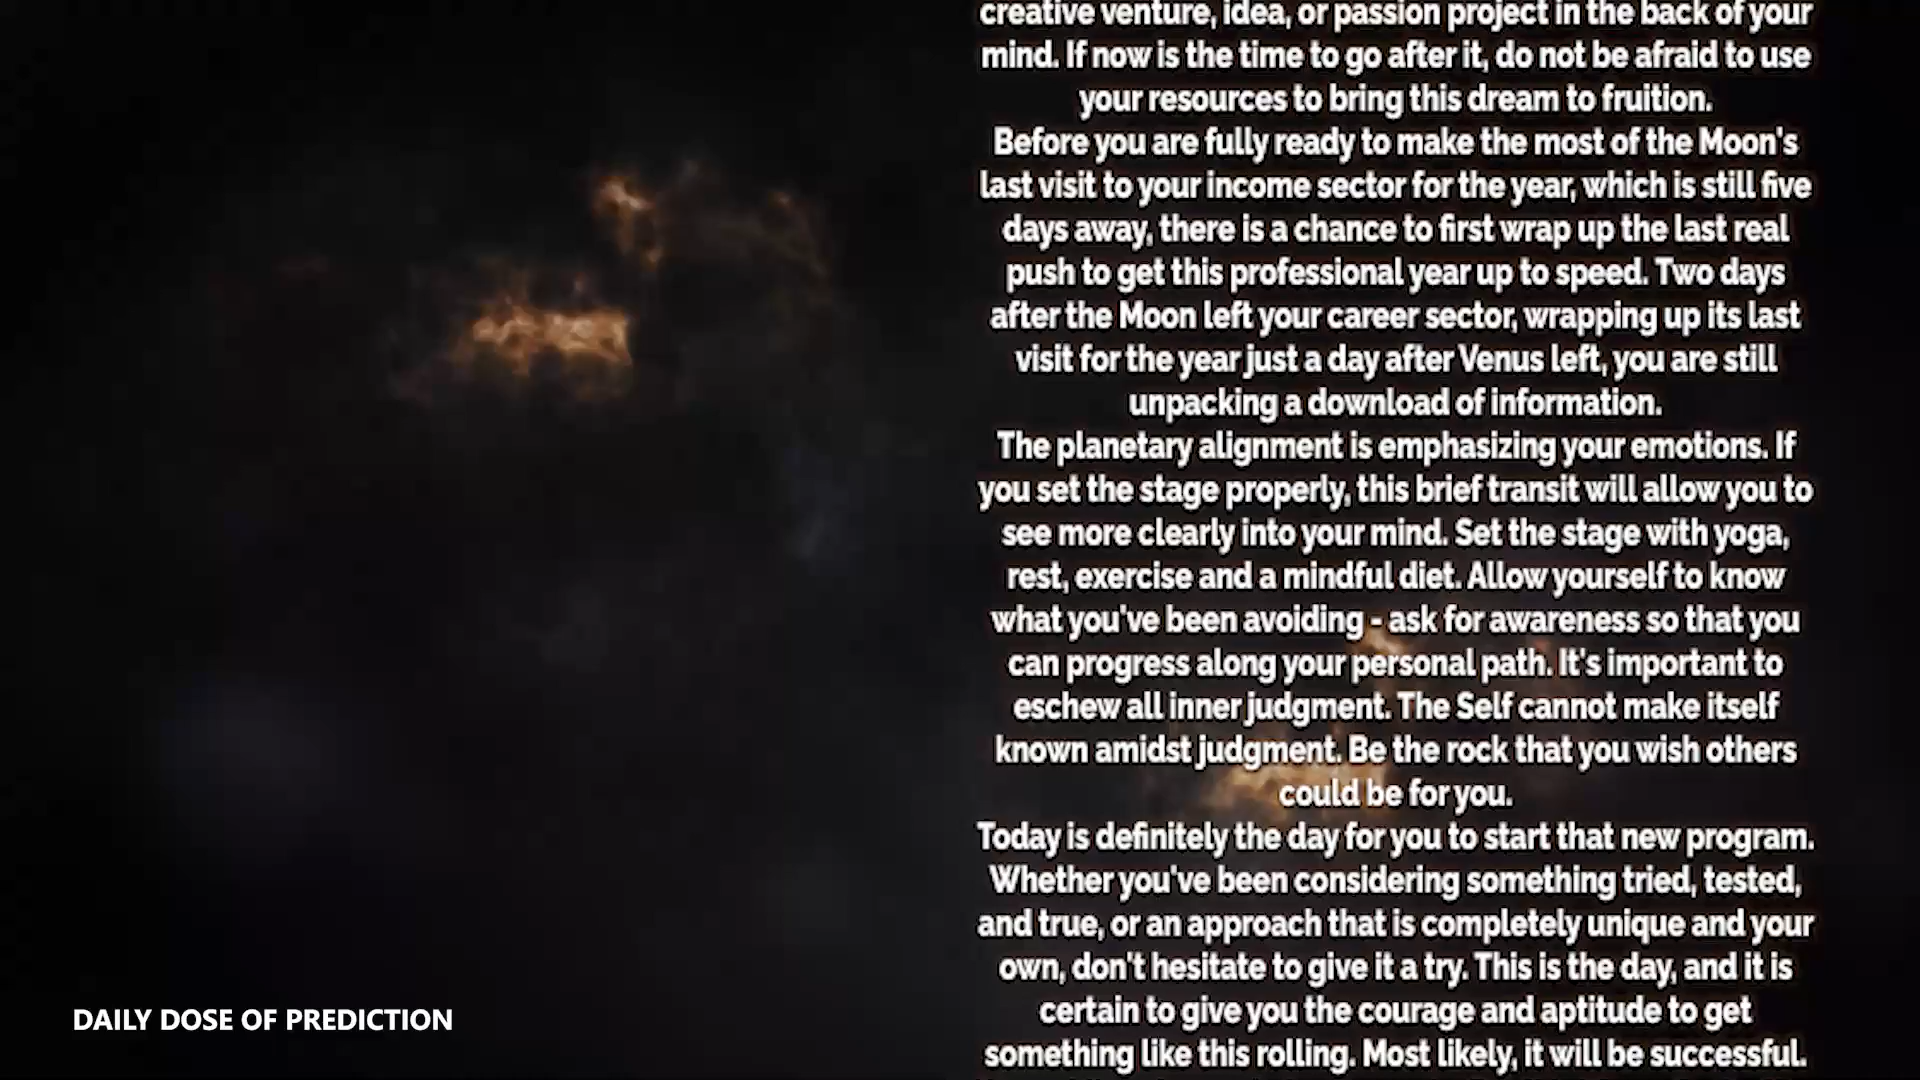 creative venture, idea, or passion project in the back of your
mind. If now is the time to go after it, do not be afraid to use
your resources to bring this dream to fruition.
Before you are fully ready to make the most of the Moon's
last visit to your income sector for the year, which is still five
days away, there is a chance to first wrap up the last real
push to get this professional year up to speed. Two days
after the Moon left your career sector, wrapping up its last
visit for the year just a day after Venus left, you are still
unpacking a download of information.
The planetary alignment is emphasizing your emotions. If
you set the stage properly, this brief transit will allow you to
see more clearly into your mind. Set the stage with yoga,
rest, exercise and a mindful diet. Allow yourself to know
what you've been avoiding - ask for awareness so that you
can progress along your personal path. It's important to
eschew all inner judgment. The Self cannot make itself
known amidst judgment. Be the rock that you wish others
could be for you.
Today is definitely the day for you to start that new program.
Whether you've been considering something tried, tested,
and true, or an approach that is completely unique and your
own, don't hesitate to give it a try. This is the day, and it is
certain to give you the courage and aptitude to get
something like this rolling. Most likely, it will be successful.
DAILY DOSE OF PREDICTION